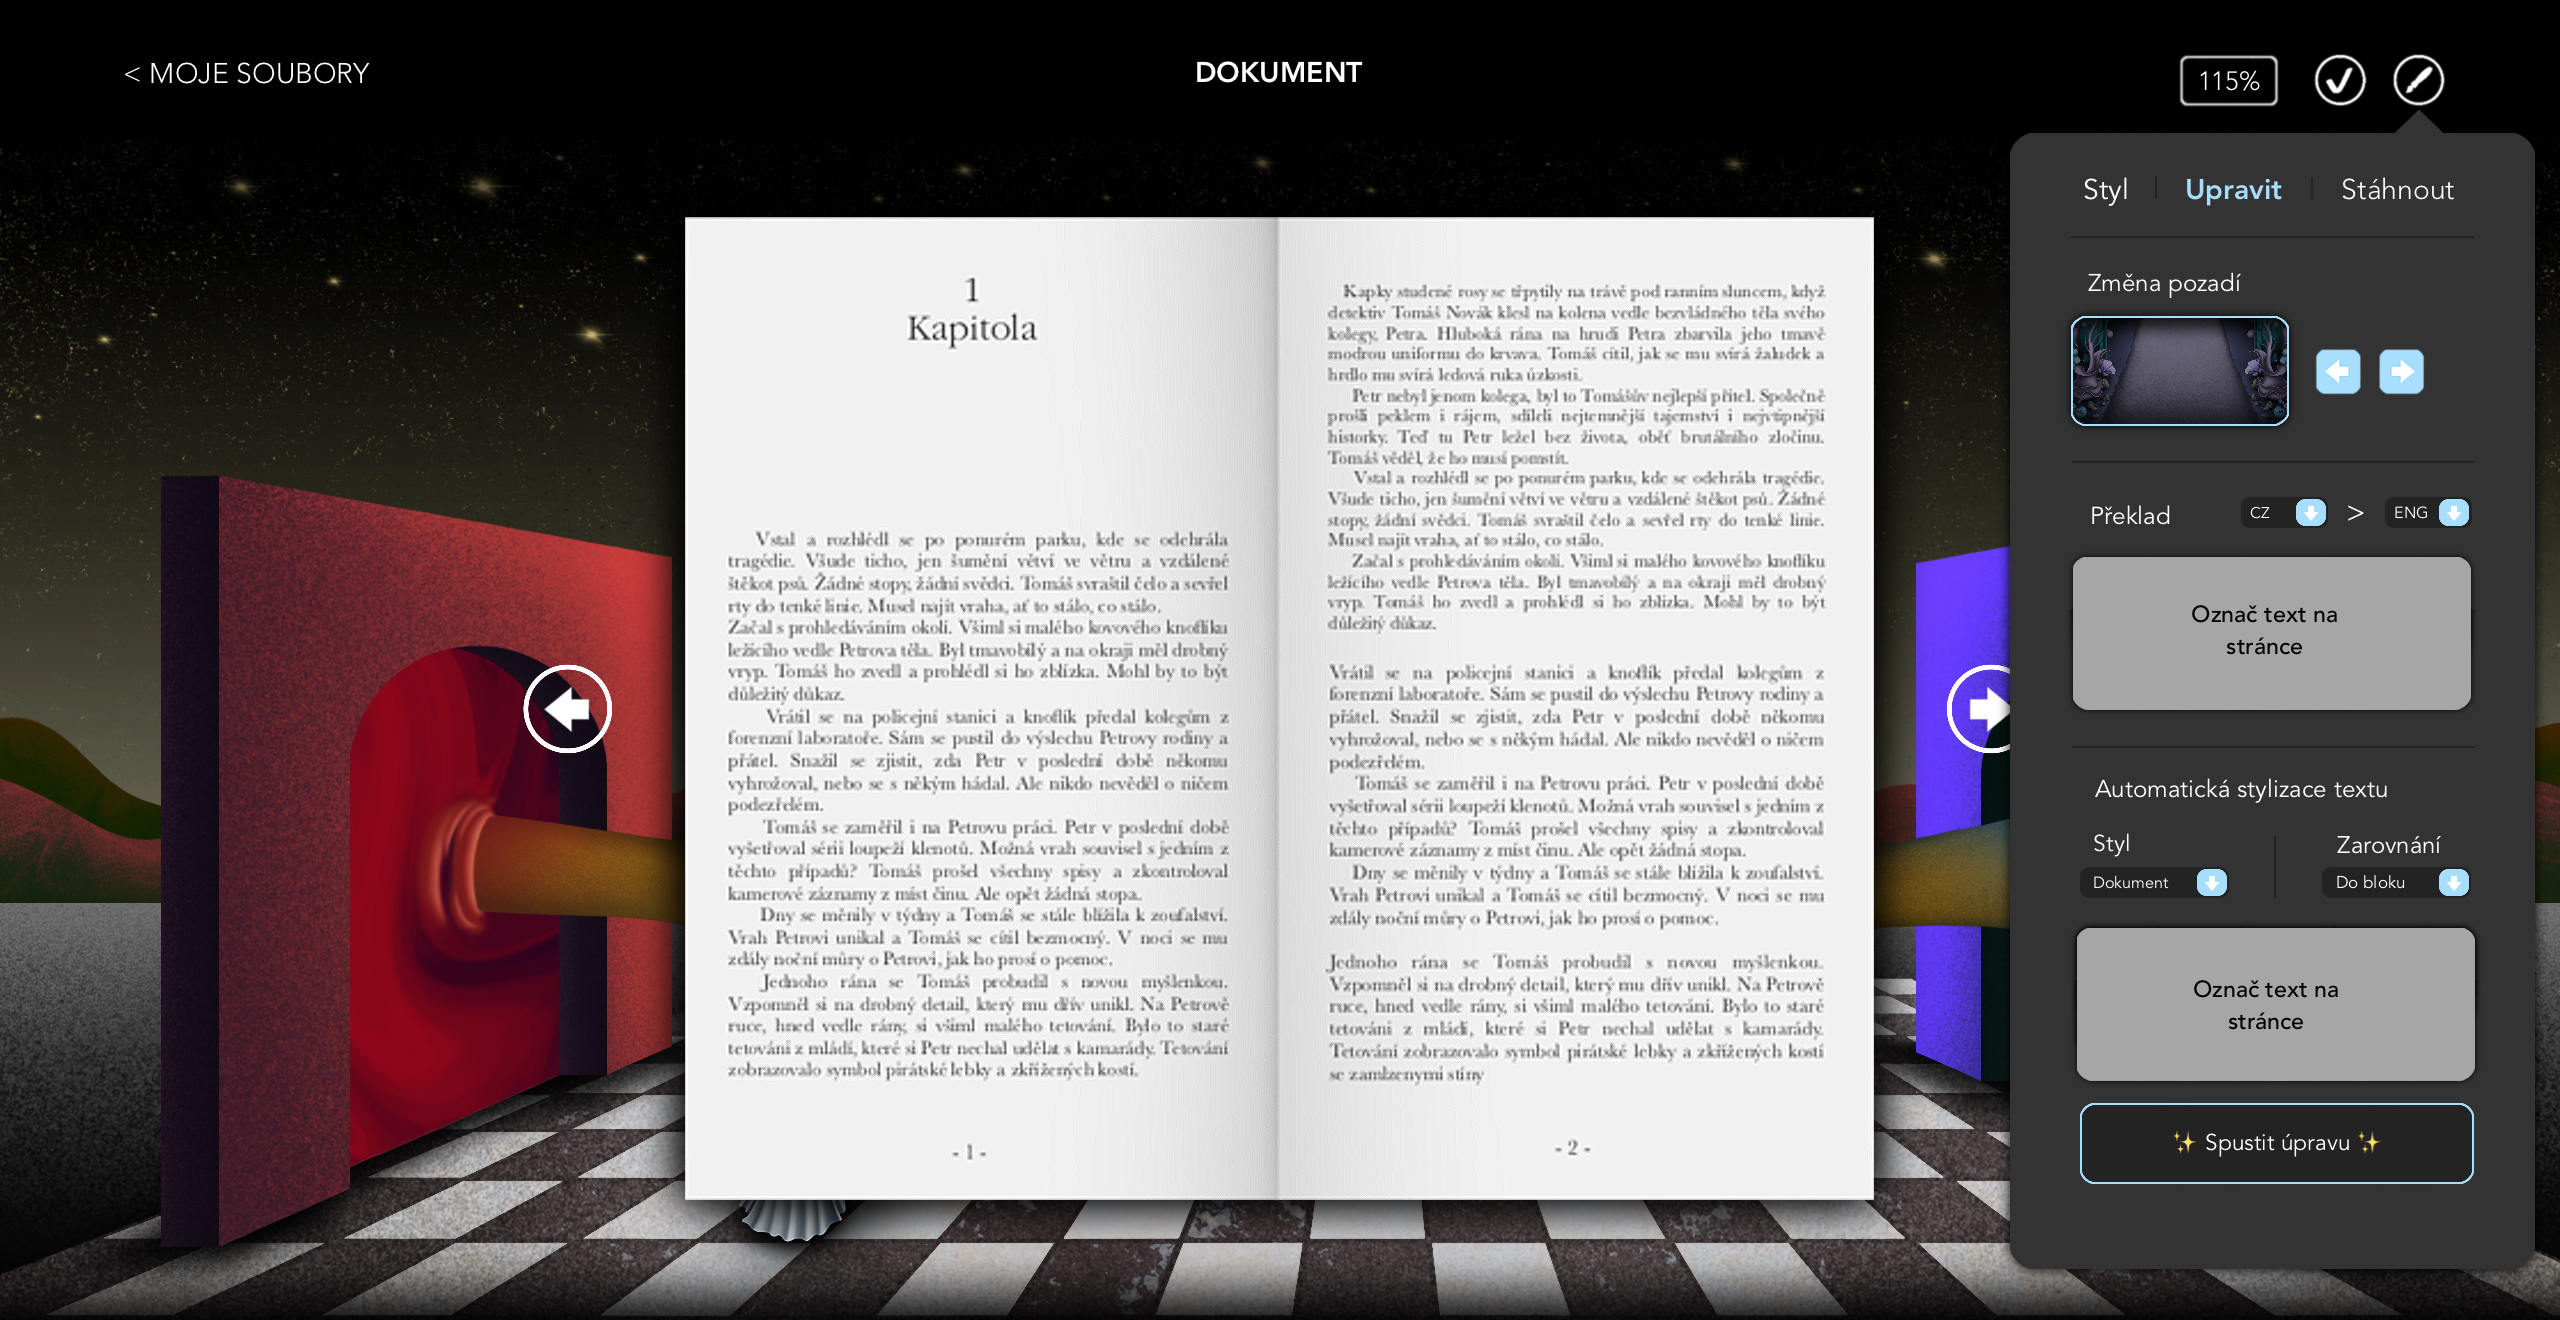 < MOJE SOUBORY
DOKUMENT
115%
1
Kapitola
Vstal a rozhlédl se po ponurém parku, kde se odehrála
tragédie. Všude ticho, jen šumění větví ve větru a vzdálené
štěkot psů. Žádné stopy, žádní svědci. Tomáš svraštil čelo a sevřel
rty do tenké linie. Musel najít vraha, ať to stálo, co stálo.
Začal s prohledáváním okolí. Všiml si malého kovového knoflíku
ležícího vedle Petrova těla. Byl tmavobílý a na okraji měl drobný
vryp. Tomáš ho zvedl a prohlédl si ho zblízka. Mohl by to být
důležitý důkaz.
Vrátil se na policejní stanici a knoflík předal kolegům z
forenzní laboratoře. Sám se pustil do výslechu Petrovy rodiny a
přátel. Snažil se zjistit, zda Petr v poslední době někomu
vyhrožoval, nebo se s někým hádal. Ale nikdo nevěděl o ničem
podezřelém.
Tomáš se zaměřil i na Petrovu práci. Petr v poslední době
vyšetřoval sérii loupeží klenotů. Možná vrah souvisel s jedním z
těchto případů? Tomáš prošel všechny spisy a zkontroloval
kamerové záznamy z míst činu. Ale opět žádná stopa.
Dny se měnily v týdny a Tomáš se stále blížila k zoufalství.
Vrah Petrovi unikal a Tomáš se cítil bezmocný. V noci se mu
zdály noční můry o Petrovi, jak ho prosí o pomoc.
Jednoho rána se Tomáš probudil s novou myšlenkou.
Vzpomněl si na drobný detail, který mu dřív unikl. Na Petrově
ruce, hned vedle rány, si všiml malého tetování. Bylo to staré
tetování z mládí, které si Petr nechal udělat s kamarády. Tetování
zobrazovalo symbol pirátské lebky a zkřížených kostí.
- 1 -
Kapky studené rosy se třpytily na trávě pod ranním sluncem, když
detektiv Tomáš Novák klesl na kolena vedle bezvládného těla svého
kolegy, Petra. Hluboká rána na hrudi Petra zbarvila jeho tmavě
modrou uniformu do krvava. Tomáš cítil, jak se mu svírá žaludek a
hrdlo mu svírá ledová ruka úzkosti.
Petr nebyl jenom kolega, byl to Tomášův nejlepší přítel. Společně
prošli peklem i rájem, sdíleli nejtemnější tajemství i nejvtipnější
historky. Teď tu Petr ležel bez života, oběť brutálního zločinu.
Tomáš věděl, že ho musí pomstít.
Vstal a rozhlédl se po ponurém parku, kde se odehrála tragédie.
Všude ticho, jen šumění větví ve větru a vzdálené štěkot psů. Žádné
stopy, žádní svědci. Tomáš svraštil čelo a sevřel rty do tenké linie.
Musel najít vraha, ať to stálo, co stálo.
Začal s prohledáváním okolí. Všiml si malého kovového knoflíku
ležícího vedle Petrova těla. Byl tmavobílý a na okraji měl drobný
vryp. Tomáš ho zvedl a prohlédl si ho zblízka. Mohl by to být
důležitý důkaz.
Vrátil se na policejní stanici a knoflík předal kolegům z
forenzní laboratoře. Sám se pustil do výslechu Petrovy rodiny a
přátel. Snažil se zjistit, zda Petr v poslední době někomu
vyhrožoval, nebo se s někým hádal. Ale nikdo nevěděl o ničem
podezřelém.
Tomáš se zaměřil i na Petrovu práci. Petr v poslední době
vyšetřoval sérii loupeží klenotů. Možná vrah souvisel s jedním z
těchto případů? Tomáš prošel všechny spisy a zkontroloval
kamerové záznamy z míst činu. Ale opět žádná stopa.
Dny se měnily v týdny a Tomáš se stále blížila k zoufalství.
Vrah Petrovi unikal a Tomáš se cítil bezmocný. V noci se mu
zdály noční můry o Petrovi, jak ho prosí o pomoc.
Jednoho rána se Tomáš probudil s novou myšlenkou.
Vzpomněl si na drobný detail, který mu dřív unikl. Na Petrově
ruce, hned vedle rány, si všiml malého tetování. Bylo to staré
tetování z mládí, které si Petr nechal udělat s kamarády.
Tetování zobrazovalo symbol pirátské lebky a zkřížených kostí
se zamlzenymi stíny
- 2 -
Styl | Upravit | Stáhnout
Změna pozadí
Překlad CZ > ENG
Označ text na
stránce
Automatická stylizace textu
Styl Zarovnání
Dokument Do bloku
Označ text na
stránce
✨ Spustit úpravu ✨